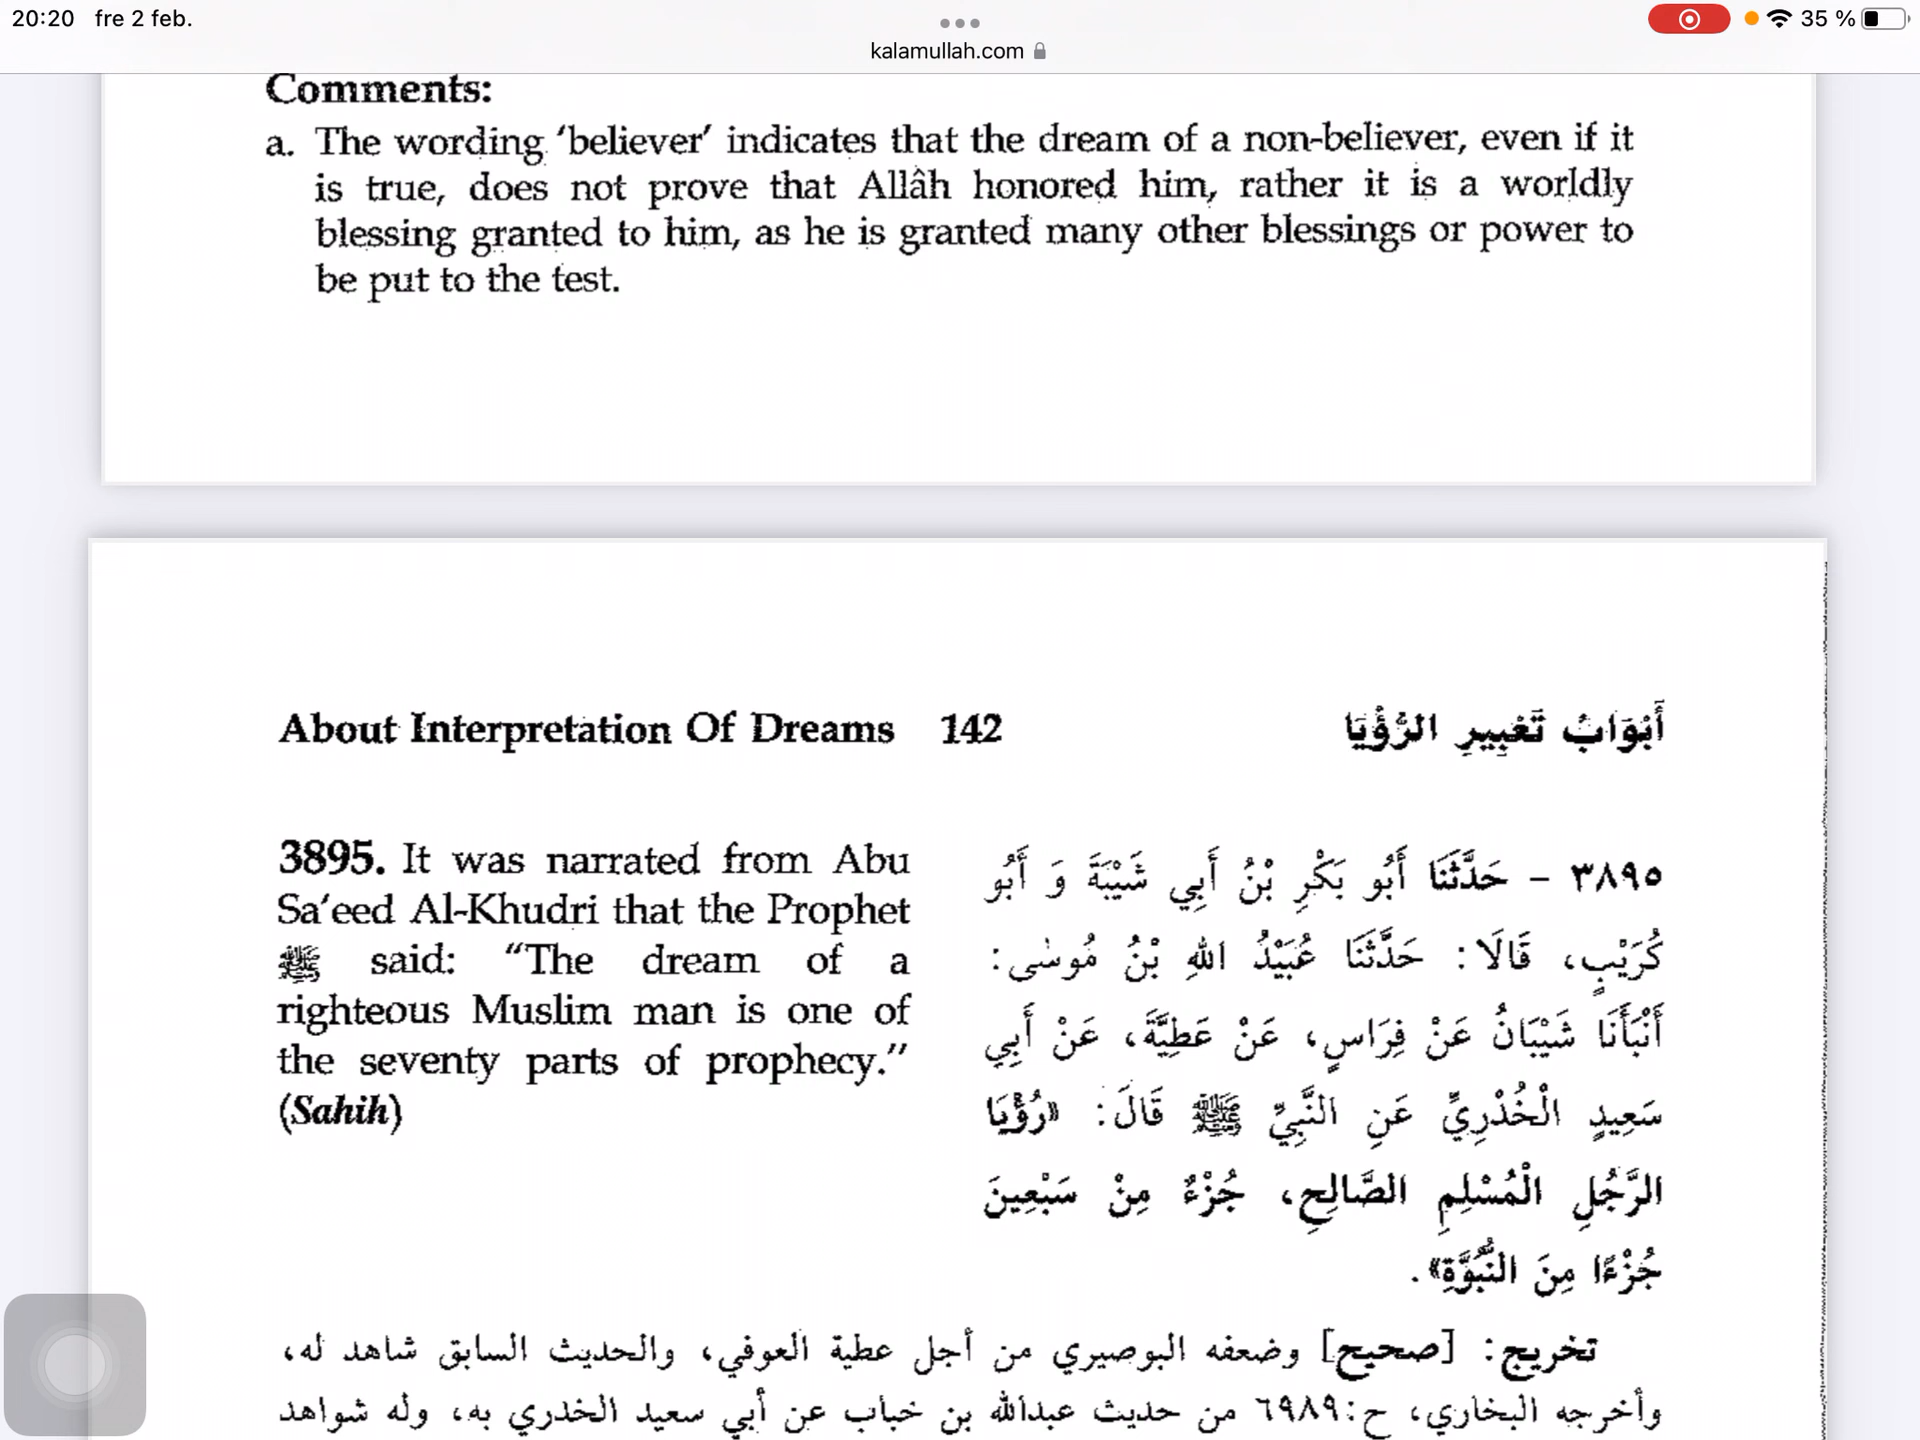 20:20 fre 2 feb.
35 %
kalamullah.com
Comments:
a. The wording 'believer' indicates that the dream of a non-believer, even if it
is true, does not prove that Allâh honored him, rather it is a worldly
blessing granted to him, as he is granted many other blessings or power to
be put to the test.
About Interpretation Of Dreams 142
أَبْوَابُ تَعْبِيرِ الرُّؤْيَا
3895. It was narrated from Abu
Sa'eed Al-Khudri that the Prophet
ﷺ said: "The dream of a
righteous Muslim man is one of
the seventy parts of prophecy."
(Sahih)
٣٨٩٥ - حَدَّثَنَا أَبُو بَكْرِ بْنُ أَبِي شَيْبَةَ وَ أَبُو
كُرَيْبٍ، قَالَا: حَدَّثَنَا عُبَيْدُ اللهِ بْنُ مُوسٰى:
أَنْبَأَنَا شَيْبَانُ عَنْ فِرَاسٍ، عَنْ عَطِيَّةَ، عَنْ أَبِي
سَعِيدٍ الْخُدْرِيِّ عَنِ النَّبِيِّ ﷺ قَالَ: «رُؤْيَا
الرَّجُلِ الْمُسْلِمِ الصَّالِحِ، جُزْءٌ مِنْ سَبْعِينَ
جُزْءًا مِنَ النُّبُوَّةِ».
تخريج: [صحيح] وضعفه البوصيري من أجل عطية العوفي، والحديث السابق شاهد له،
وأخرجه البخاري، ح:٦٩٨٩ من حديث عبدالله بن خباب عن أبي سعيد الخدري به، وله شواهد